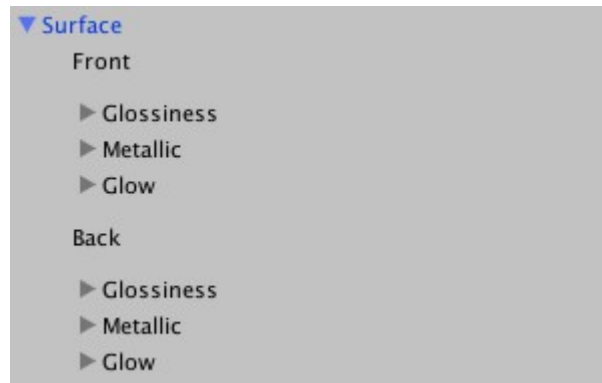 Surface
Front
Glossiness
Metallic
Glow
Back
Glossiness
Metallic
Glow